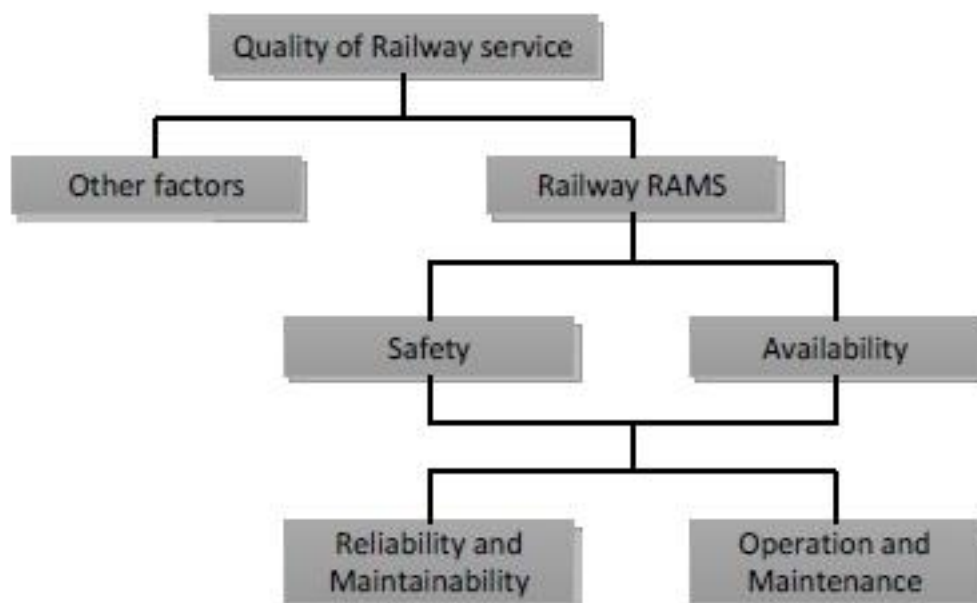 Quality of Railway service
Other factors
Railway RAMS
Safety
Availability
Reliability and
Maintainability
Operation and
Maintenance